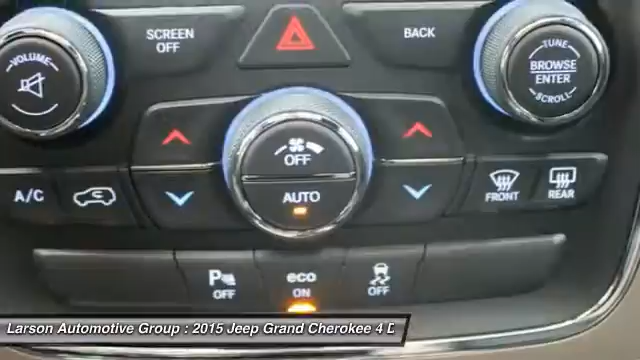 VOLUME
SCREEN
OFF
BACK
TUNE
BROWSE
ENTER
SCROLL
OFF
AUTO
A/C
FRONT
REAR
P
OFF
eco
ON
OFF
Larson Automotive Group : 2015 Jeep Grand Cherokee 4 D